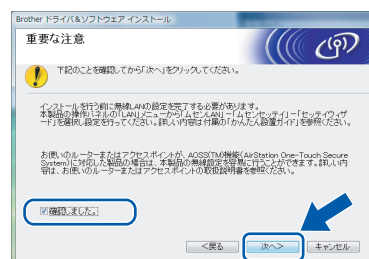 Brother ドライバ&ソフトウェア インストール
重要な注意
下記のことを確認してから「次へ」をクリックしてください。
インストールを行う前に無線LANの設定を完了する必要があります。
本製品の操作パネルの「LAN」メニューから「ムセンLAN」－「ムセンセッテイ」－「セッテイウィザ
ード」を選択し設定を行ってください。詳しい内容は付属の「かんたん設置ガイド」を参照ください。
お使いのルーターまたはアクセスポイントが、AOSS(TM)機能(AirStation One-Touch Secure
System)に対応した製品の場合は、本製品の無線設定を容易に行うことができます。詳しい内
容は、お使いのルーターまたはアクセスポイントの取扱説明書を参照ください。
確認しました。
<戻る 次へ> キャンセル